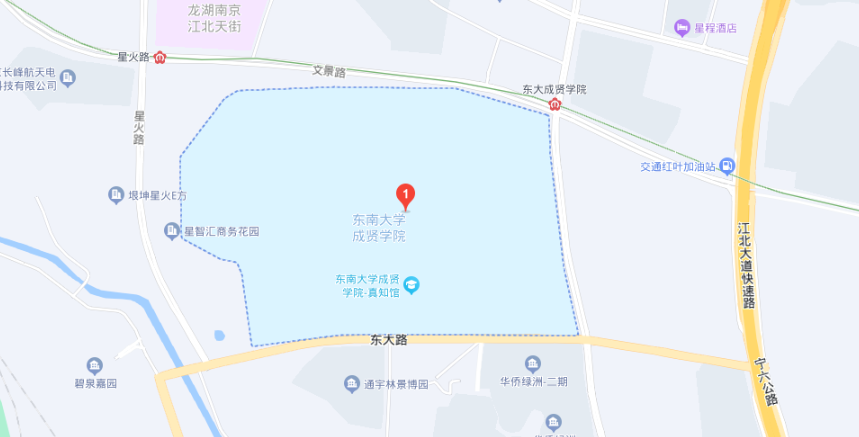 龙湖南京
江北天街
星程酒店
星火路
文景路
长峰航天电
科技有限公司
东大成贤学院
星火路
1
交通红叶加油站
垠坤星火E方
东南大学
成贤学院
星智汇商务花园
江北大道快速路
东南大学成贤
学院-真知馆
东大路
宁六公路
碧泉嘉园
通宇林景博园
华侨绿洲-二期